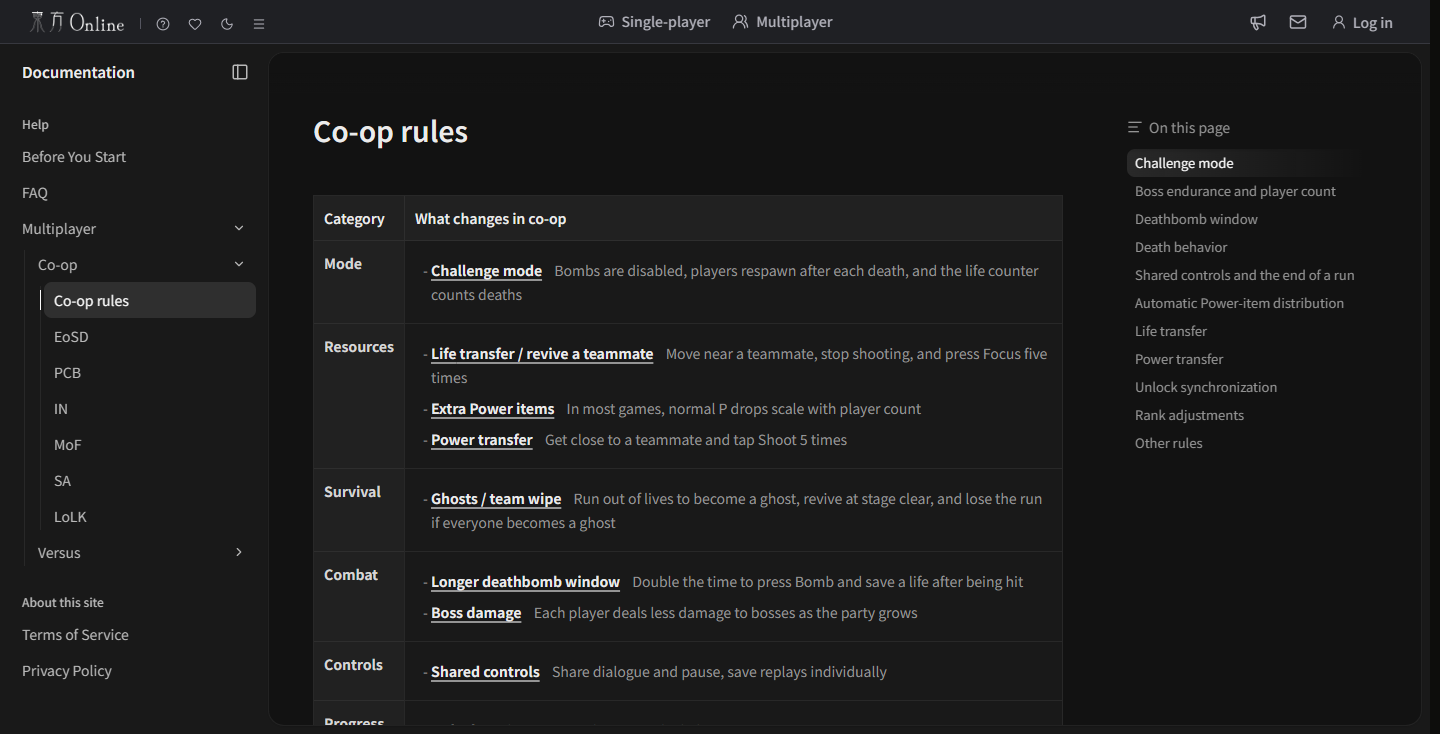 東方 Online
Single-player
Multiplayer
Log in
Documentation
Help
Before You Start
FAQ
Multiplayer
Co-op
Co-op rules
EoSD
PCB
IN
MoF
SA
LoLK
Versus
About this site
Terms of Service
Privacy Policy
Co-op rules
Category
What changes in co-op
Mode
- Challenge mode Bombs are disabled, players respawn after each death, and the life counter
counts deaths
Resources
- Life transfer / revive a teammate Move near a teammate, stop shooting, and press Focus five
times
- Extra Power items In most games, normal P drops scale with player count
- Power transfer Get close to a teammate and tap Shoot 5 times
Survival
- Ghosts / team wipe Run out of lives to become a ghost, revive at stage clear, and lose the run
if everyone becomes a ghost
Combat
- Longer deathbomb window Double the time to press Bomb and save a life after being hit
- Boss damage Each player deals less damage to bosses as the party grows
Controls
- Shared controls Share dialogue and pause, save replays individually
Progress
On this page
Challenge mode
Boss endurance and player count
Deathbomb window
Death behavior
Shared controls and the end of a run
Automatic Power-item distribution
Life transfer
Power transfer
Unlock synchronization
Rank adjustments
Other rules